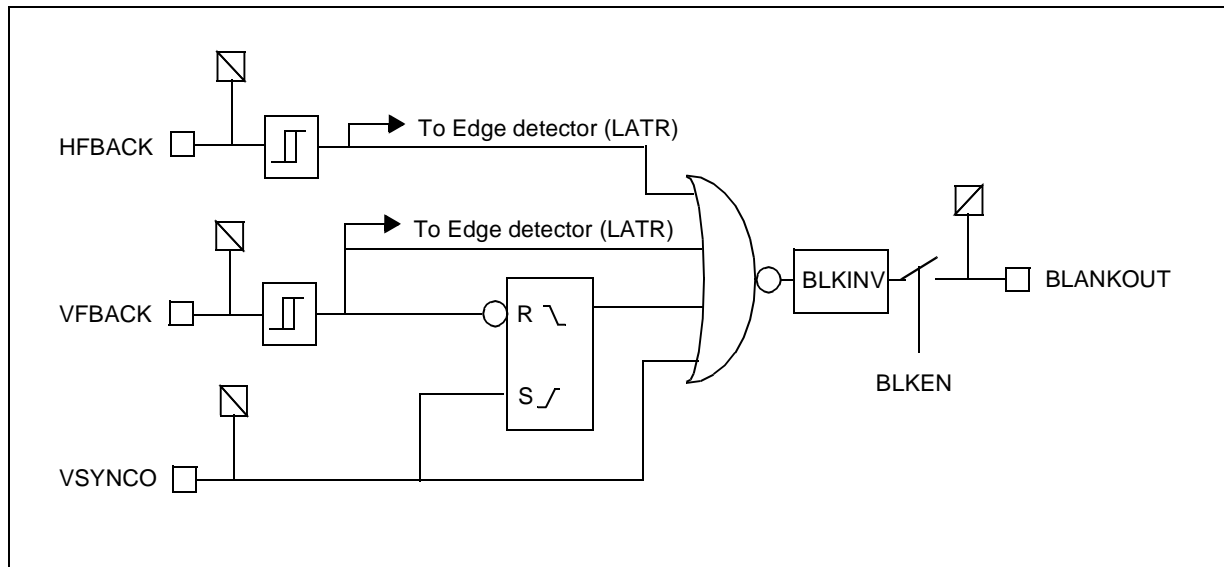 To Edge detector (LATR)
HFBACK
To Edge detector (LATR)
BLKINV
BLANKOUT
VFBACK
R
BLKEN
S
VSYNCO